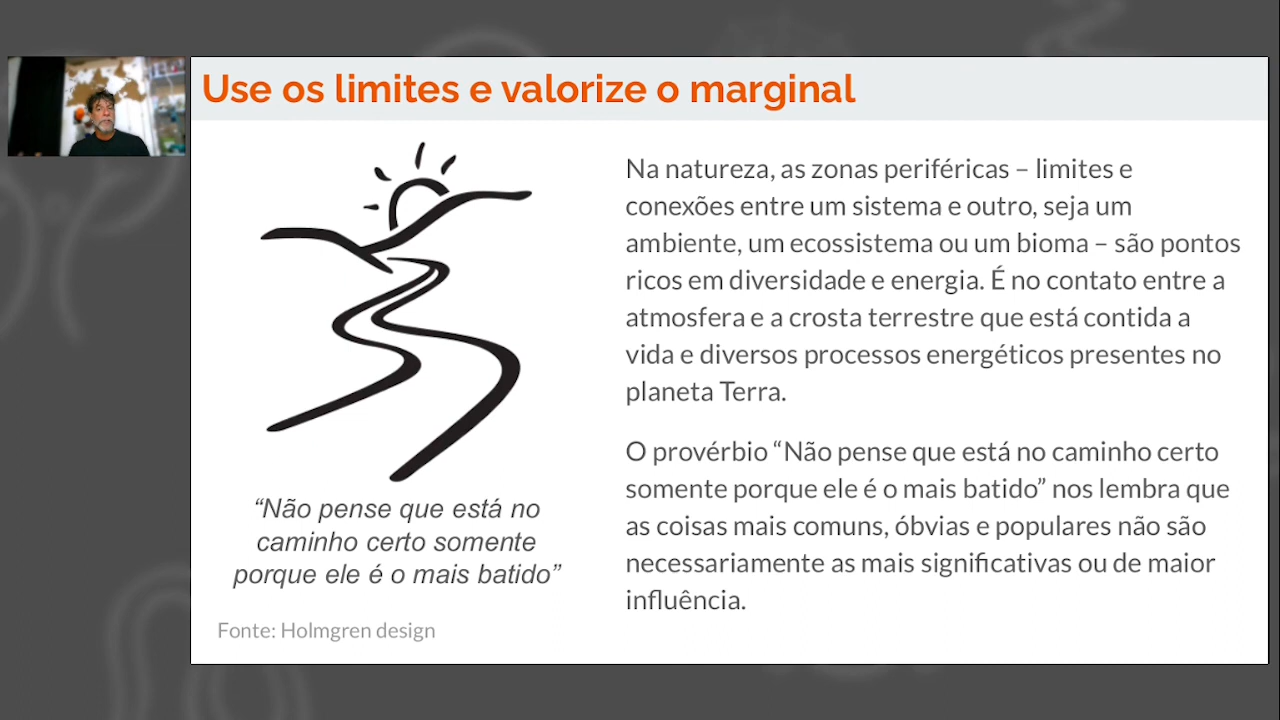 Use os limites e valorize o marginal
Na natureza, as zonas periféricas – limites e
conexões entre um sistema e outro, seja um
ambiente, um ecossistema ou um bioma – são pontos
ricos em diversidade e energia. É no contato entre a
atmosfera e a crosta terrestre que está contida a
vida e diversos processos energéticos presentes no
planeta Terra.
O provérbio “Não pense que está no caminho certo
somente porque ele é o mais batido” nos lembra que
as coisas mais comuns, óbvias e populares não são
necessariamente as mais significativas ou de maior
influência.
“Não pense que está no
caminho certo somente
porque ele é o mais batido”
Fonte: Holmgren design